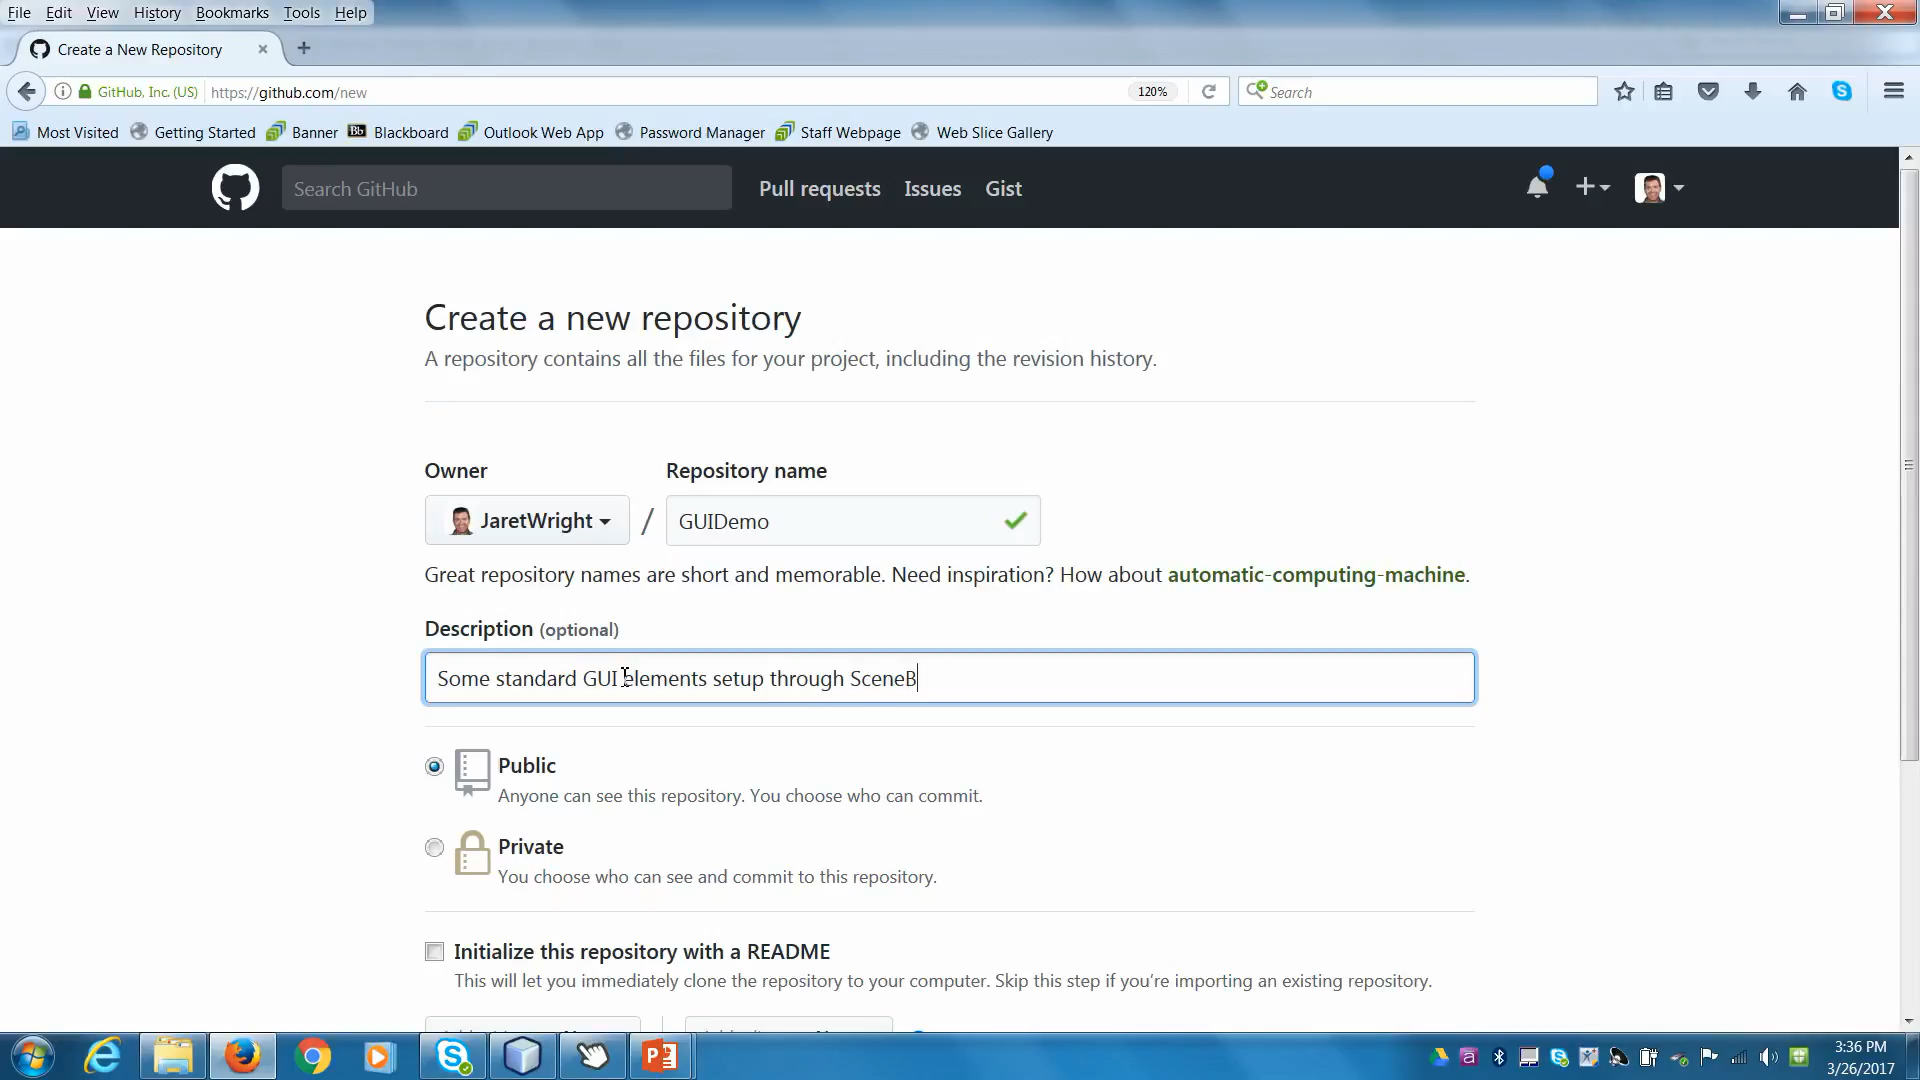 File Edit View History Bookmarks Tools Help
Create a New Repository
GitHub, Inc. (US) https://github.com/new 120% Search
Most Visited Getting Started Banner Bb Blackboard Outlook Web App Password Manager Staff Webpage Web Slice Gallery
Search GitHub Pull requests Issues Gist
Create a new repository
A repository contains all the files for your project, including the revision history.
Owner Repository name
JaretWright / GUIDemo
Great repository names are short and memorable. Need inspiration? How about automatic-computing-machine.
Description (optional)
Some standard GUI elements setup through SceneB
Public
Anyone can see this repository. You choose who can commit.
Private
You choose who can see and commit to this repository.
Initialize this repository with a README
This will let you immediately clone the repository to your computer. Skip this step if you're importing an existing repository.
3:36 PM
3/26/2017